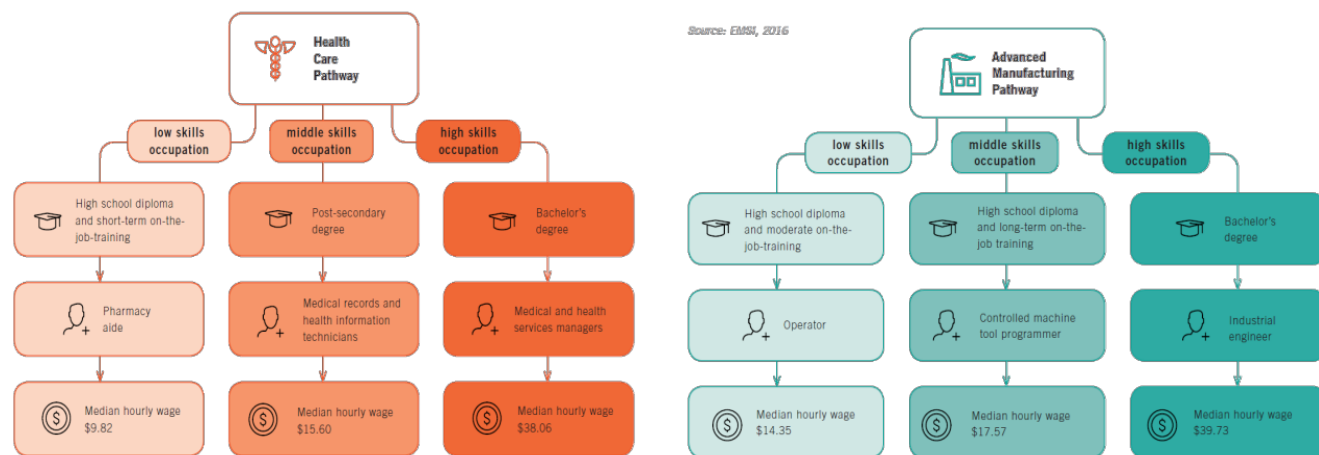 Health
Care
Pathway
low skills
occupation
middle skills
occupation
high skills
occupation
High school diploma
and short-term on-the-
job-training
Post-secondary
degree
Bachelor's
degree
Pharmacy
aide
Medical records and
health information
technicians
Medical and health
services managers
Median hourly wage
$9.82
Median hourly wage
$15.60
Median hourly wage
$38.06
Source: EMSI, 2016
Advanced
Manufacturing
Pathway
low skills
occupation
middle skills
occupation
high skills
occupation
High school diploma
and moderate on-the-
job-training
High school diploma
and long-term on-the-
job training
Bachelor's
degree
Operator
Controlled machine
tool programmer
Industrial
engineer
Median hourly wage
$14.35
Median hourly wage
$17.57
Median hourly wage
$39.73